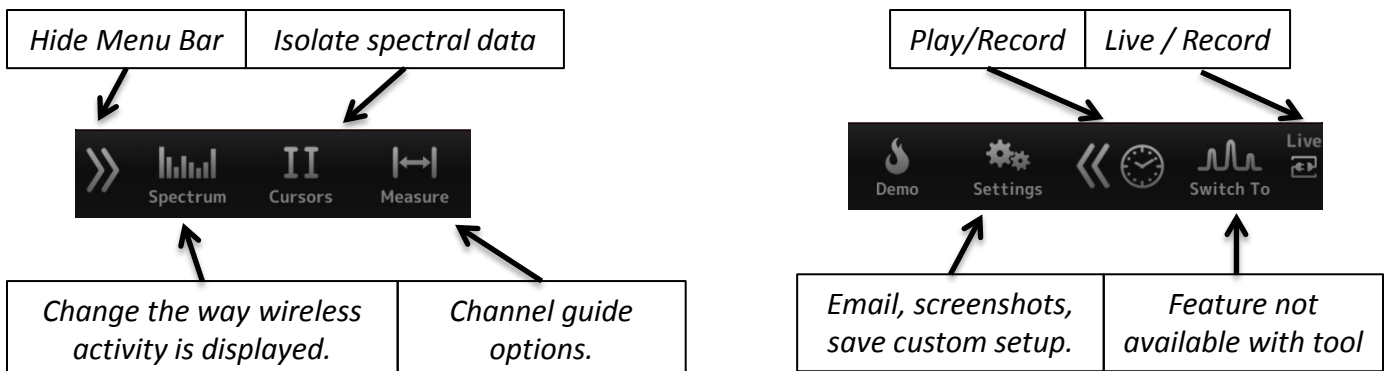 Hide Menu Bar
Isolate spectral data
Play/Record
Live / Record
Spectrum
Cursors
Measure
Demo
Settings
Switch To
Live
Change the way wireless
activity is displayed.
Channel guide
options.
Email, screenshots,
save custom setup.
Feature not
available with tool